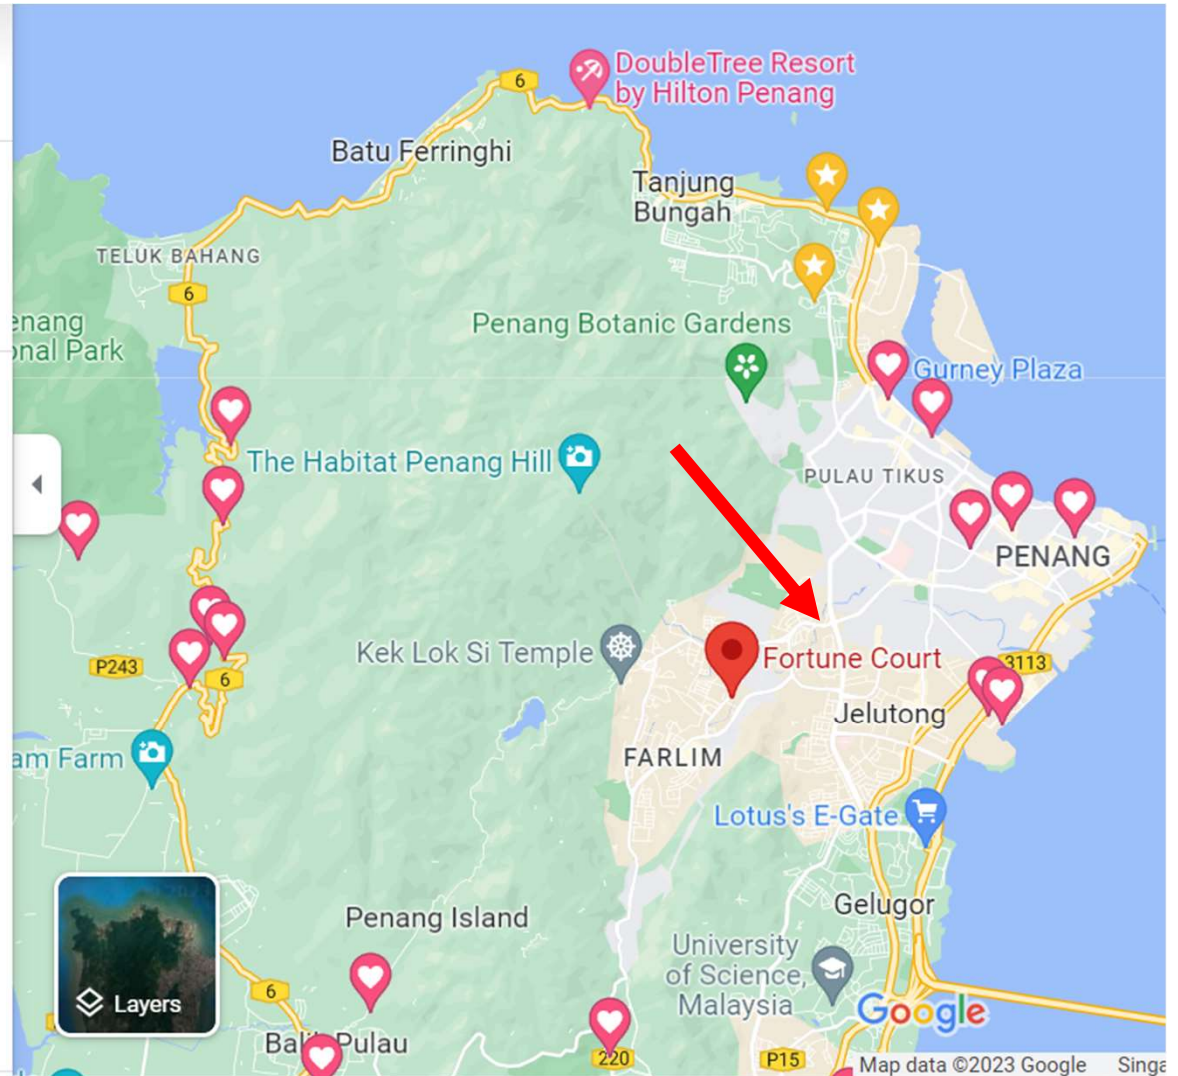 DoubleTree Resort
by Hilton Penang
6
Batu Ferringhi
Tanjung
Bungah
TELUK BAHANG
6
enang
onal Park
Penang Botanic Gardens
Gurney Plaza
The Habitat Penang Hill
PULAU TIKUS
PENANG
Kek Lok Si Temple
Fortune Court
3113
P243
6
Jelutong
am Farm
FARLIM
Lotus's E-Gate
Gelugor
Penang Island
University
of Science,
Malaysia
6
Layers
Google
Balik Pulau
220
P15
Map data ©2023 Google
Singa